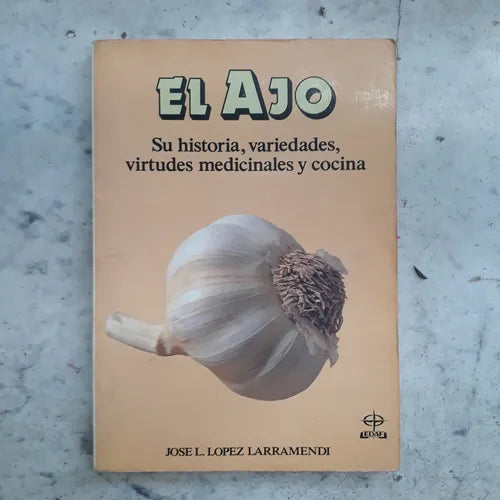 EL AJO
Su historia, variedades,
virtudes medicinales y cocina
EDAF
JOSE L. LOPEZ LARRAMENDI